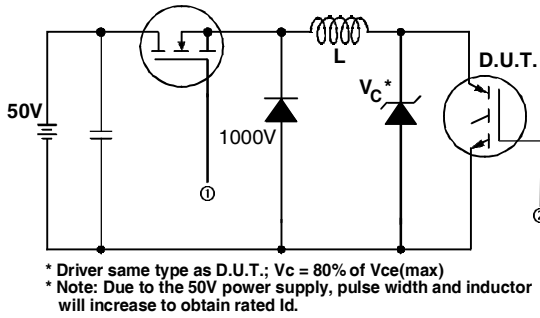 50V
L
D.U.T.
VC*
1000V
①
②
* Driver same type as D.U.T.; Vc = 80% of Vce(max)
* Note: Due to the 50V power supply, pulse width and inductor
will increase to obtain rated Id.